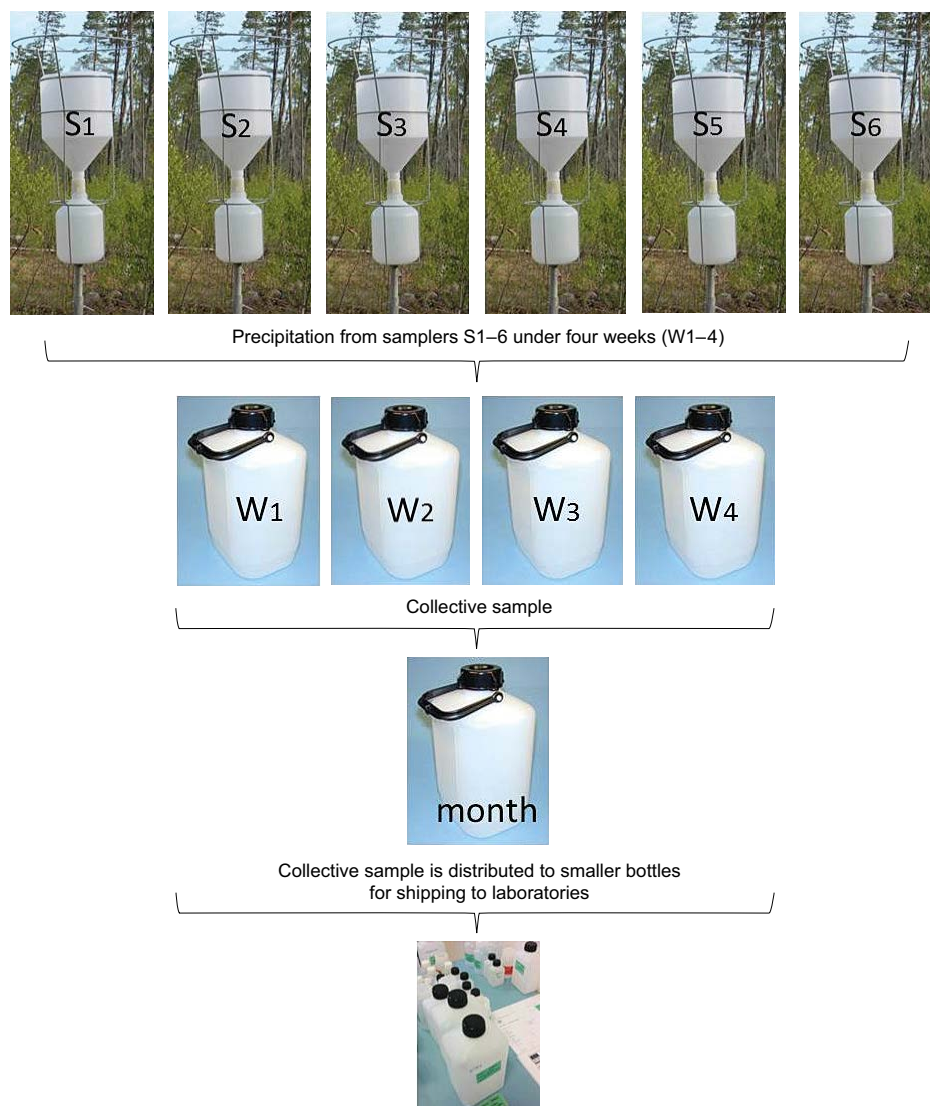 S1 S2 S3 S4 S5 S6
Precipitation from samplers S1–6 under four weeks (W1–4)
W1 W2 W3 W4
Collective sample
month
Collective sample is distributed to smaller bottles
for shipping to laboratories